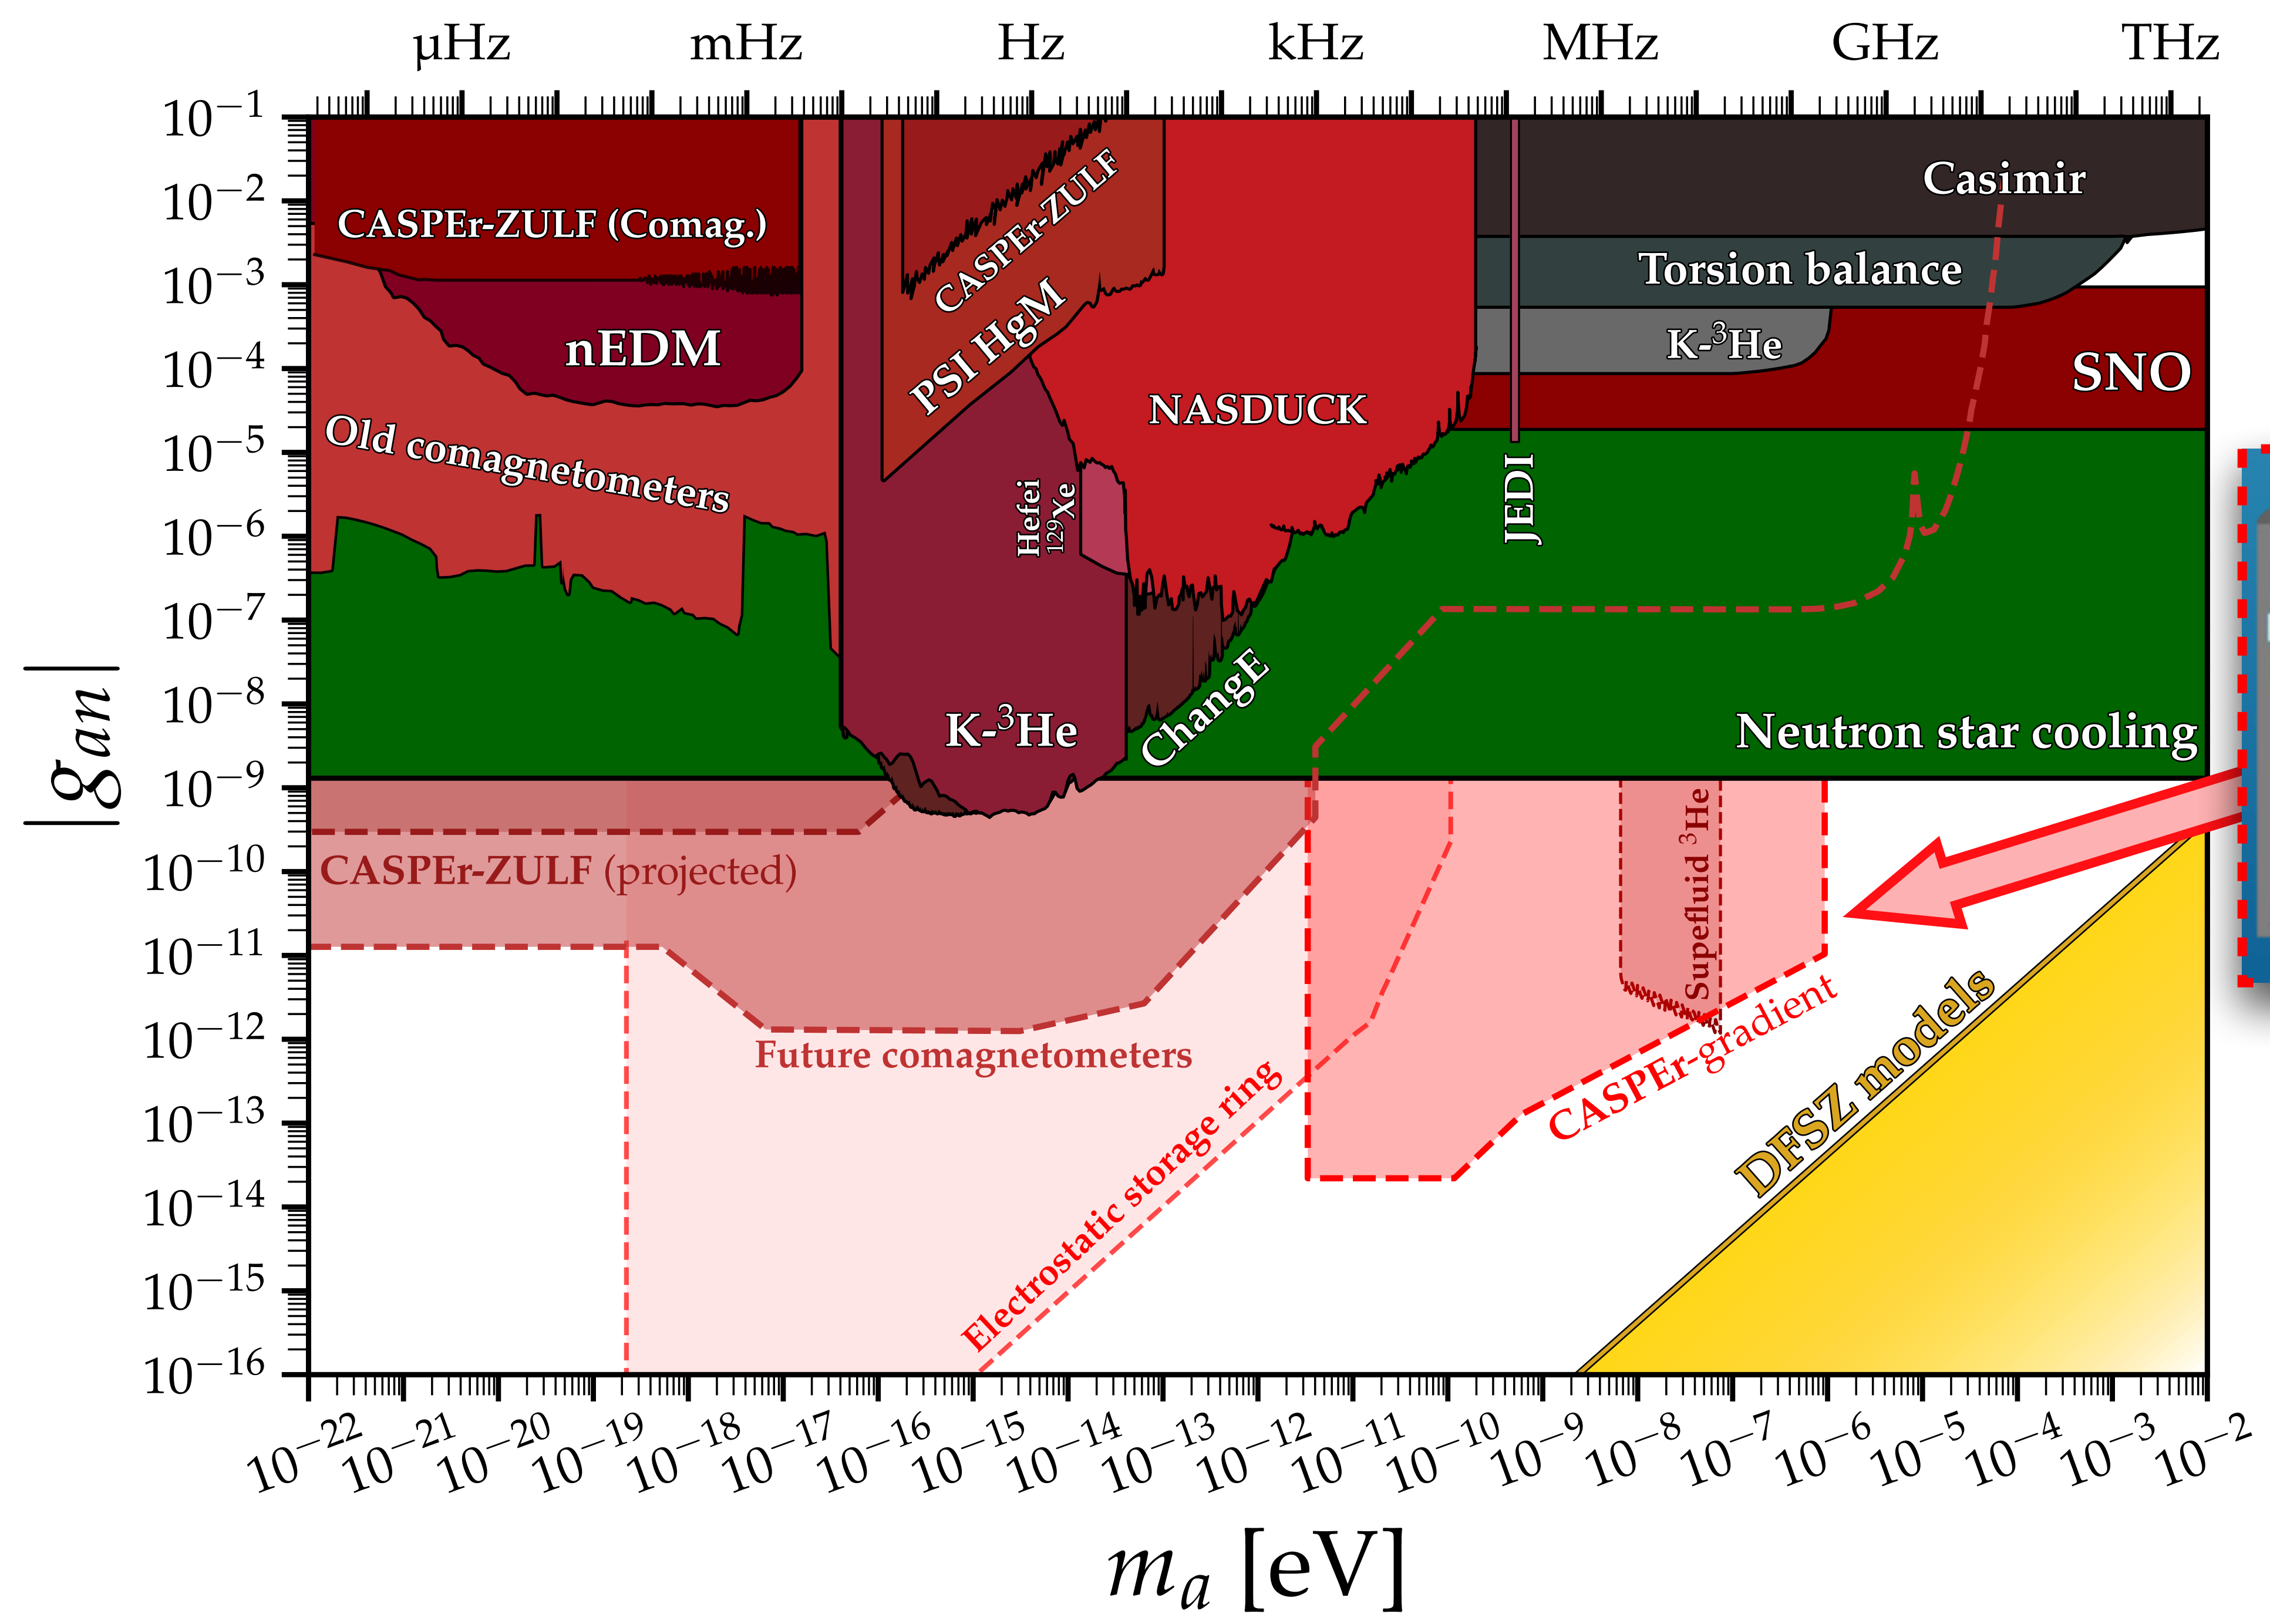 μHz mHz Hz kHz MHz GHz THz
10−1
10−2
10−3
10−4
10−5
10−6
10−7
10−8
10−9
10−10
10−11
10−12
10−13
10−14
10−15
10−16
|gan|
CASPEr-ZULF (Comag.)
nEDM
Old comagnetometers
CASPEr-ZULF
PSI HgM
NASDUCK
Hefei
129Xe
K-3He
ChangE
JEDI
Casimir
Torsion balance
K-3He
SNO
Neutron star cooling
CASPEr-ZULF (projected)
Future comagnetometers
Electrostatic storage ring
Supefluid 3He
CASPEr-gradient
DFSZ models
10−22 10−21 10−20 10−19 10−18 10−17 10−16 10−15 10−14 10−13 10−12 10−11 10−10 10−9 10−8 10−7 10−6 10−5 10−4 10−3 10−2
ma [eV]